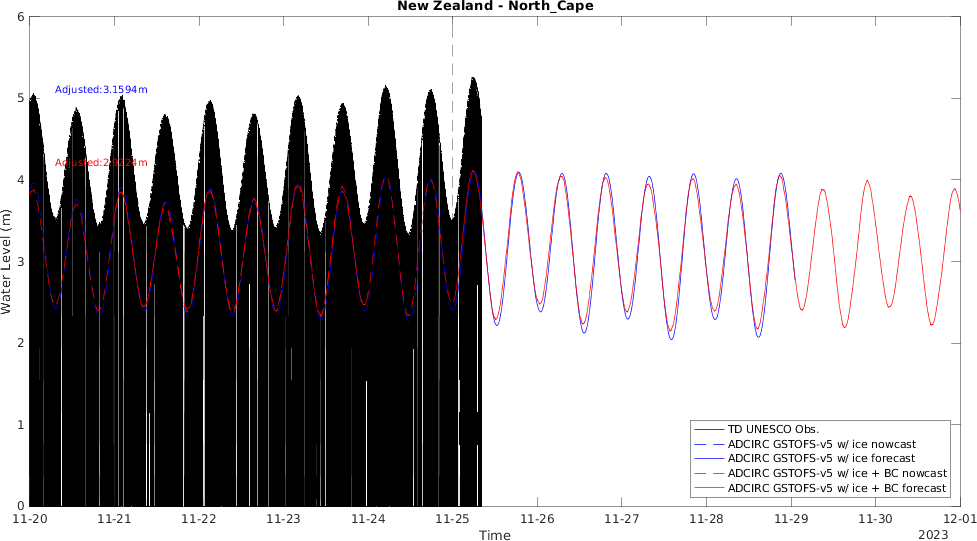 New Zealand - North_Cape
6
5
4
3
2
1
0
Water Level (m)
Adjusted:3.1594m
Adjusted:2.9324m
TD UNESCO Obs.
ADCIRC GSTOFS-v5 w/ ice nowcast
ADCIRC GSTOFS-v5 w/ ice forecast
ADCIRC GSTOFS-v5 w/ ice + BC nowcast
ADCIRC GSTOFS-v5 w/ ice + BC forecast
11-20 11-21 11-22 11-23 11-24 11-25 11-26 11-27 11-28 11-29 11-30 12-01
Time
2023